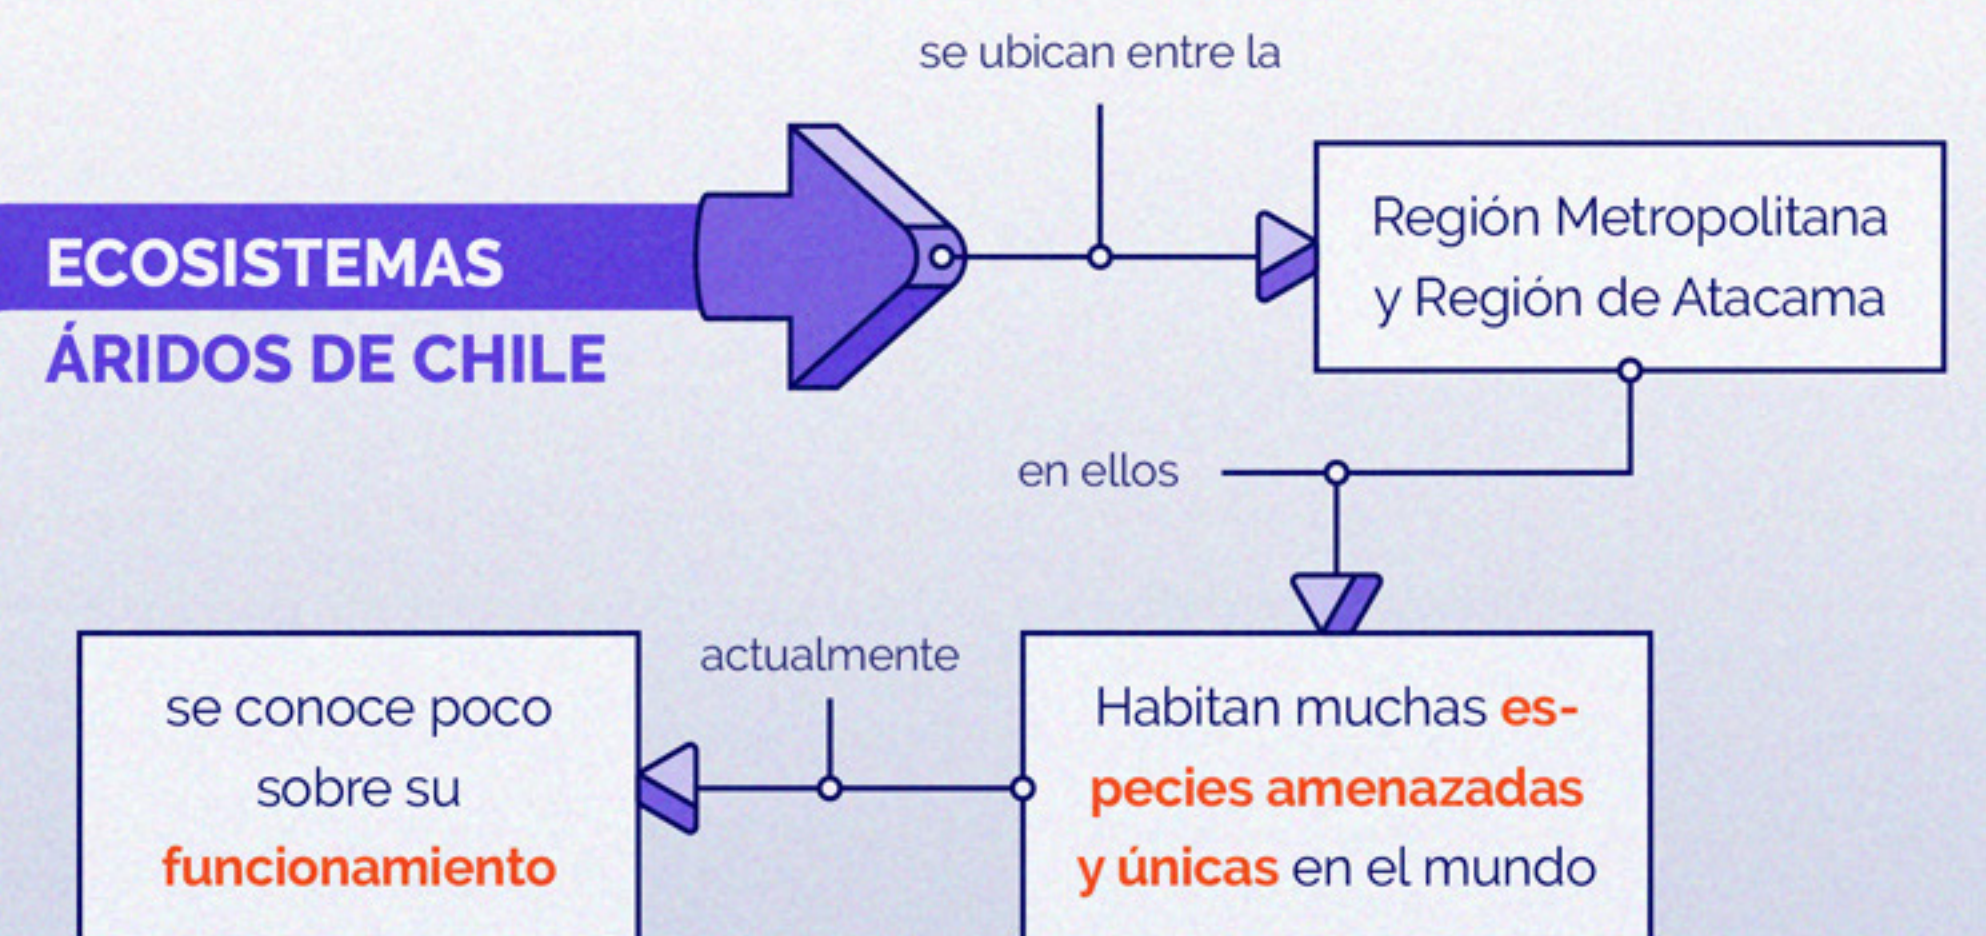 se ubican entre la
ECOSISTEMAS
ÁRIDOS DE CHILE
Región Metropolitana
y Región de Atacama
en ellos
Habitan muchas es-
pecies amenazadas
y únicas en el mundo
actualmente
se conoce poco
sobre su
funcionamiento